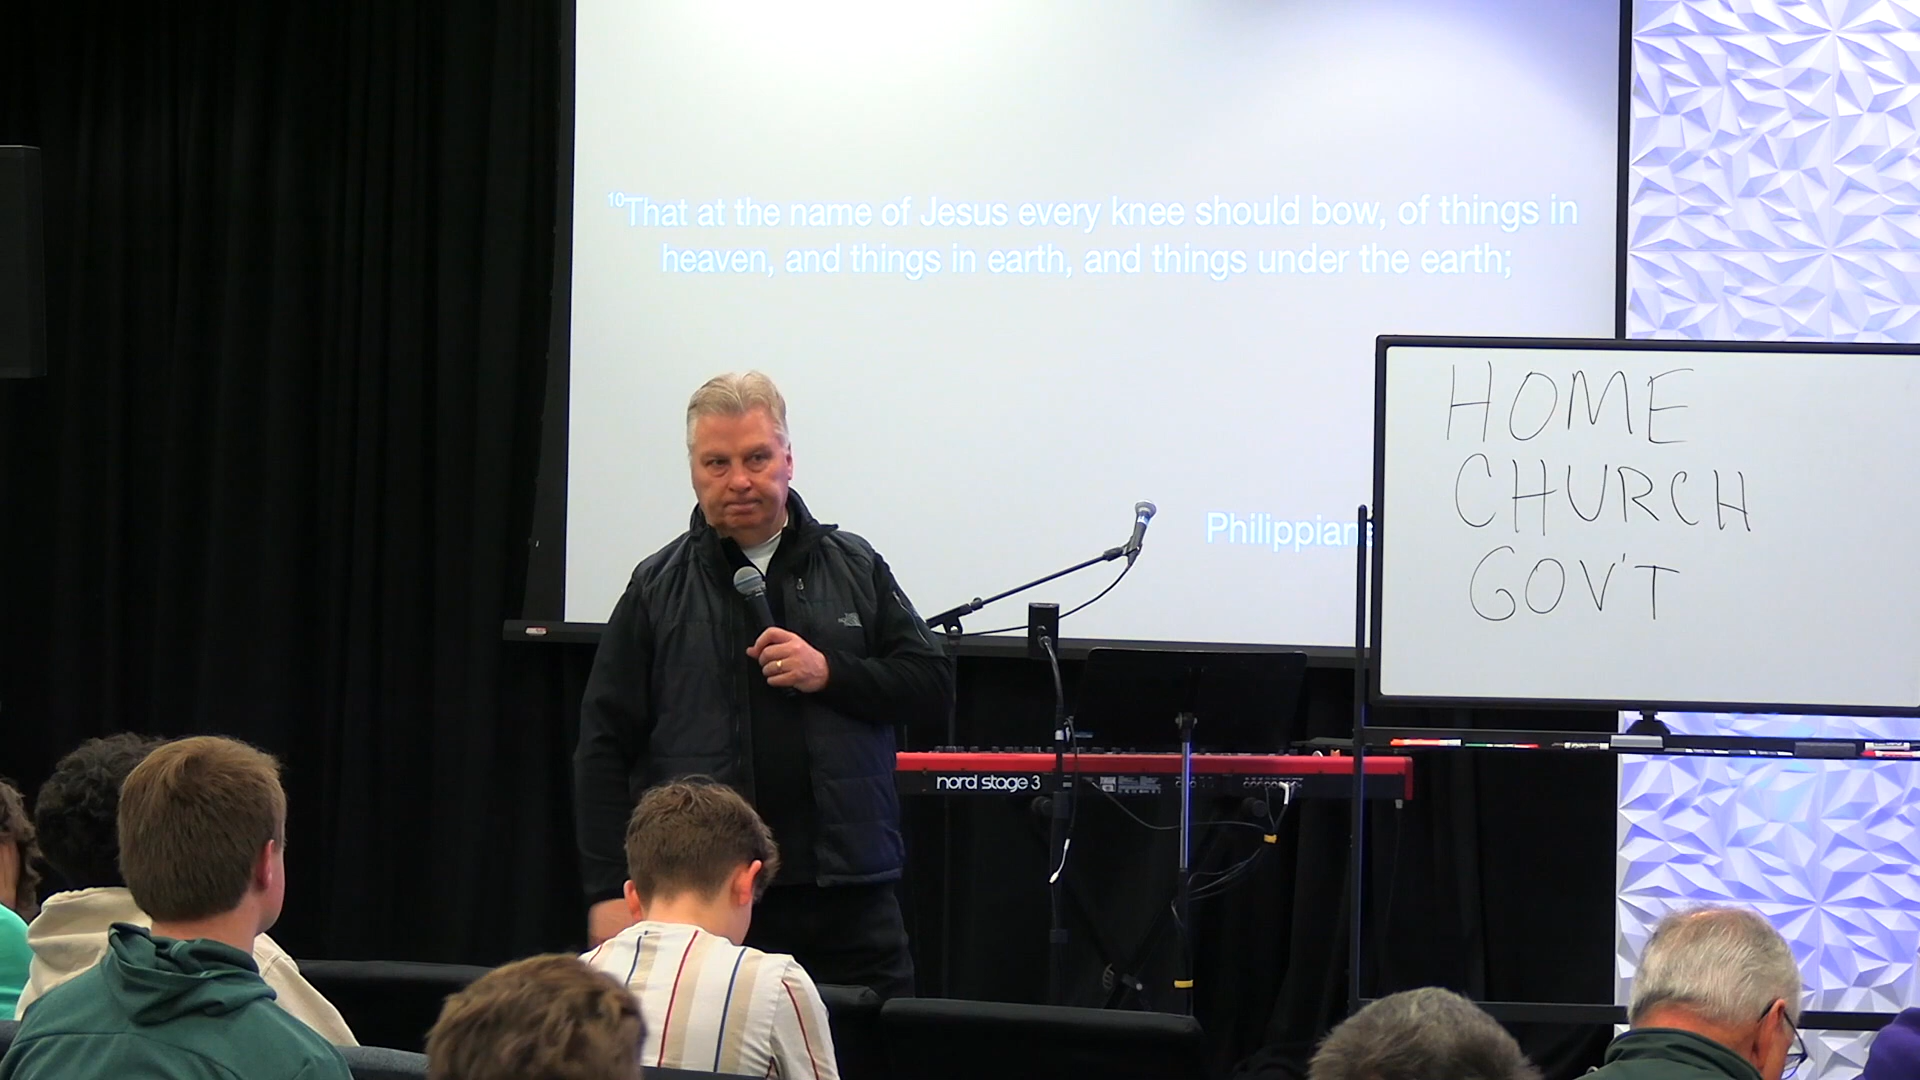 10That at the name of Jesus every knee should bow, of things in
heaven, and things in earth, and things under the earth;
Philippians
HOME
CHURCH
GOV'T
nord stage 3